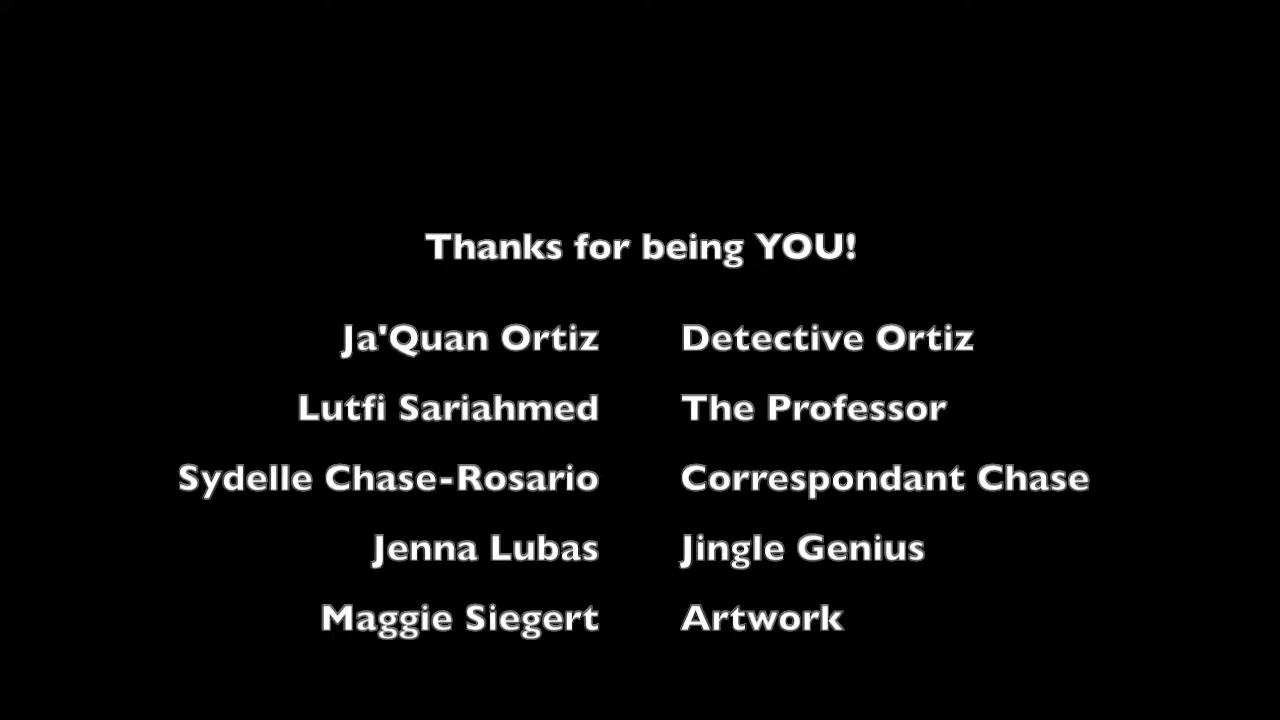 Thanks for being YOU!
Ja'Quan Ortiz Detective Ortiz
Lutfi Sariahmed The Professor
Sydelle Chase-Rosario Correspondant Chase
Jenna Lubas Jingle Genius
Maggie Siegert Artwork